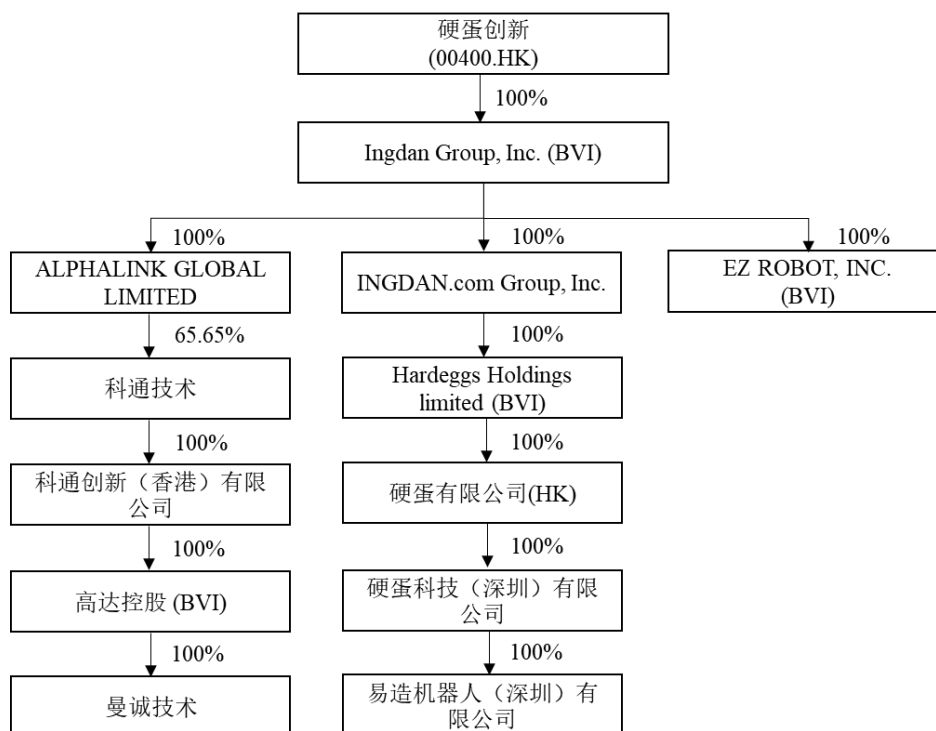 硬蛋创新
(00400.HK)
100%
Ingdan Group, Inc. (BVI)
100%
100%
100%
ALPHALINK GLOBAL
LIMITED
INGDAN.com Group, Inc.
EZ ROBOT, INC.
(BVI)
65.65%
100%
科通技术
Hardeggs Holdings
limited (BVI)
100%
100%
科通创新（香港）有限
公司
硬蛋有限公司(HK)
100%
100%
高达控股 (BVI)
硬蛋科技（深圳）有限
公司
100%
100%
曼诚技术
易造机器人（深圳）有
限公司